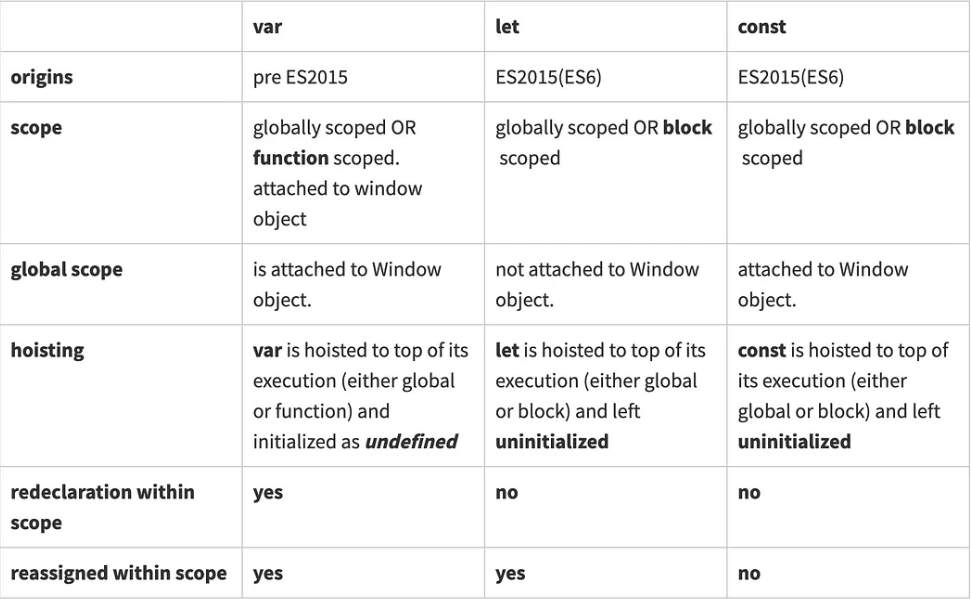 var let const
origins pre ES2015 ES2015(ES6) ES2015(ES6)
scope globally scoped OR globally scoped OR block globally scoped OR block
function scoped. scoped scoped
attached to window
object
global scope is attached to Window not attached to Window attached to Window
object. object. object.
hoisting var is hoisted to top of its let is hoisted to top of its const is hoisted to top of
execution (either global execution (either global its execution (either
or function) and or block) and left global or block) and left
initialized as undefined uninitialized uninitialized
redeclaration within yes no no
scope
reassigned within scope yes yes no